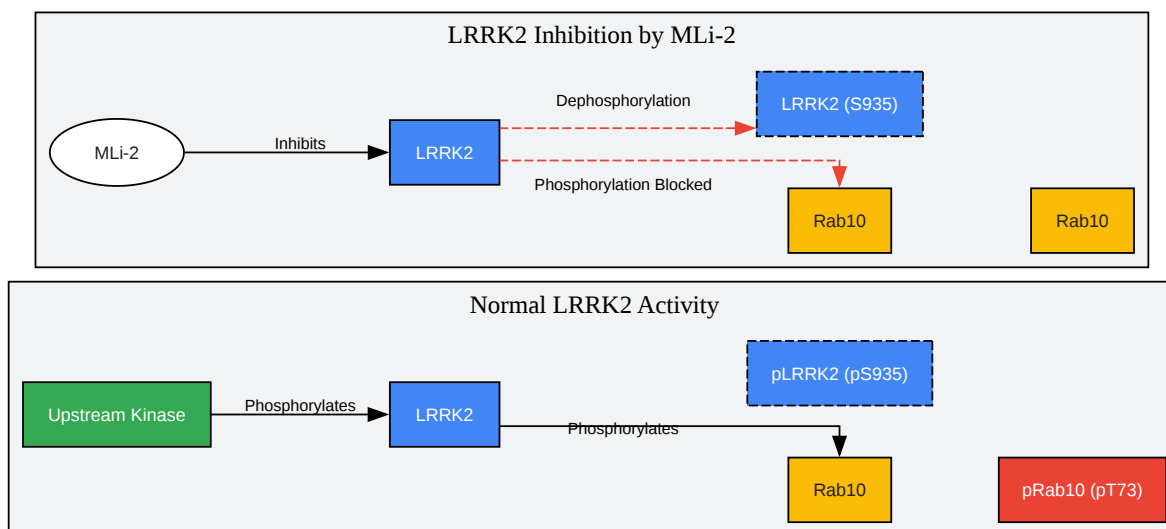 LRRK2 Inhibition by MLi-2
MLi-2
Inhibits
LRRK2
Dephosphorylation
Phosphorylation Blocked
LRRK2 (S935)
Rab10
Rab10
Normal LRRK2 Activity
Upstream Kinase
Phosphorylates
LRRK2
Phosphorylates
pLRRK2 (pS935)
Rab10
pRab10 (pT73)